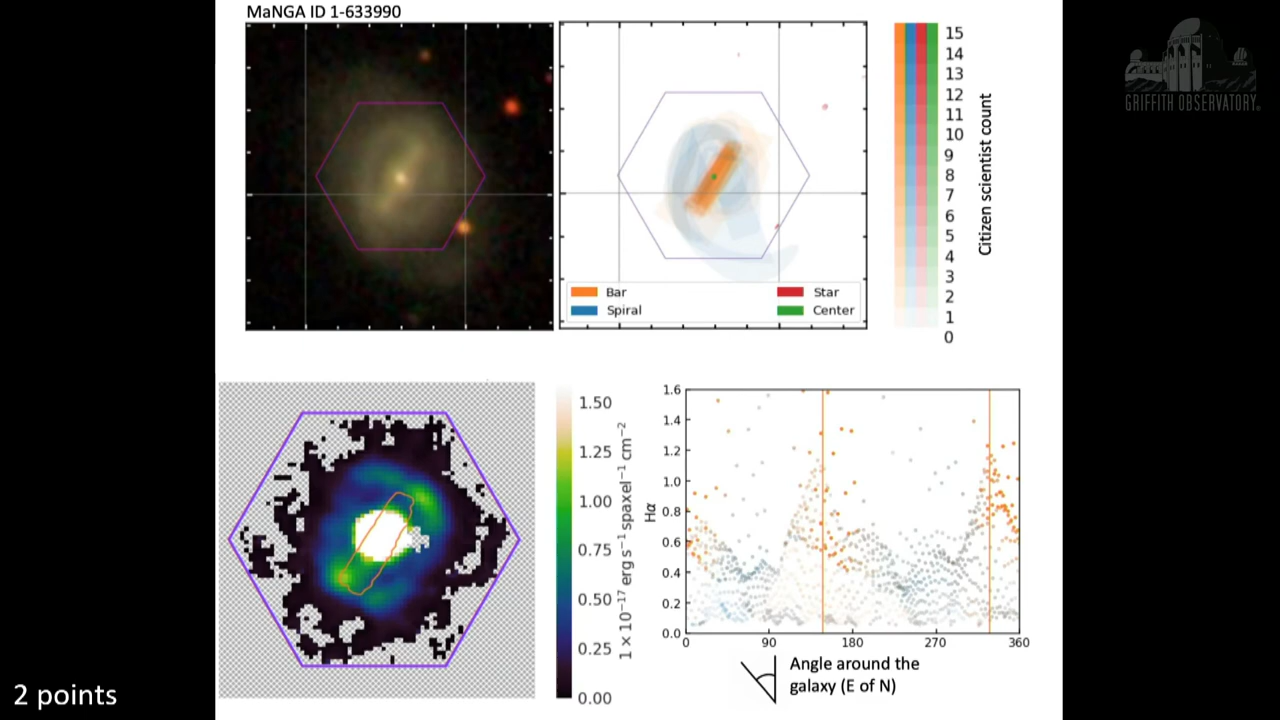 MaNGA ID 1-633990
GRIFFITH OBSERVATORY
Bar
Spiral
Star
Center
15
14
13
12
11
10
9
8
7
6
5
4
3
2
1
0
Citizen scientist count
1.50
1.25
1.00
0.75
0.50
0.25
0.00
1 × 10⁻¹⁷ erg s⁻¹ spaxel⁻¹ cm⁻²
1.6
1.4
1.2
1.0
0.8
0.6
0.4
0.2
0.0
Hα
0 90 180 270 360
Angle around the
galaxy (E of N)
2 points